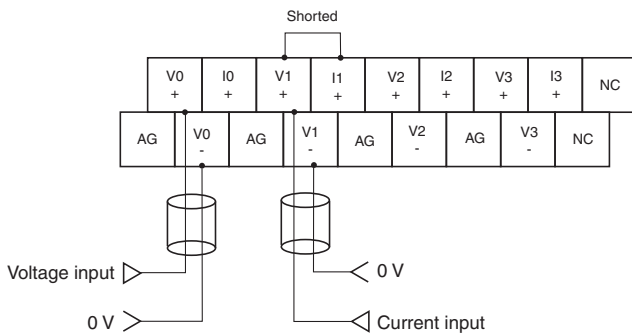 Shorted
V0 + I0 + V1 + I1 + V2 + I2 + V3 + I3 + NC
AG V0 - AG V1 - AG V2 - AG V3 - NC
Voltage input
0 V
0 V
Current input